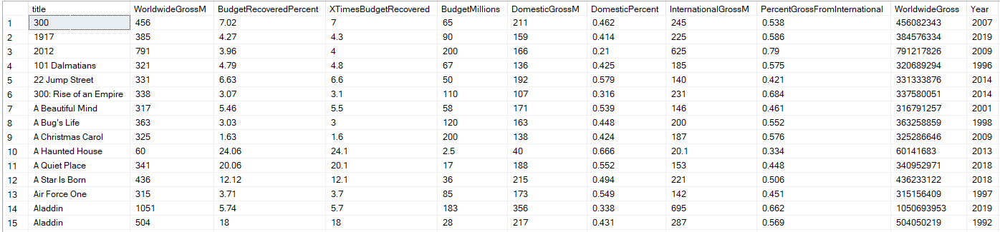 title WorldwideGrossM BudgetRecoveredPercent XTimesBudgetRecovered BudgetMillions DomesticGrossM DomesticPercent InternationalGrossM PercentGrossFromInternational WorldwideGross Year
1 300 456 7.02 7 65 211 0.462 245 0.538 456082343 2007
2 1917 385 4.27 4.3 90 159 0.414 225 0.586 384576334 2019
3 2012 791 3.96 4 200 166 0.21 625 0.79 791217826 2009
4 101 Dalmatians 321 4.79 4.8 67 136 0.425 185 0.575 320689294 1996
5 22 Jump Street 331 6.63 6.6 50 192 0.579 140 0.421 331333876 2014
6 300: Rise of an Empire 338 3.07 3.1 110 107 0.316 231 0.684 337580051 2014
7 A Beautiful Mind 317 5.46 5.5 58 171 0.539 146 0.461 316791257 2001
8 A Bug's Life 363 3.03 3 120 163 0.448 200 0.552 363258859 1998
9 A Christmas Carol 325 1.63 1.6 200 138 0.424 187 0.576 325286646 2009
10 A Haunted House 60 24.06 24.1 2.5 40 0.666 20.1 0.334 60141683 2013
11 A Quiet Place 341 20.06 20.1 17 188 0.552 153 0.448 340952971 2018
12 A Star Is Born 436 12.12 12.1 36 215 0.494 221 0.506 436233122 2018
13 Air Force One 315 3.71 3.7 85 173 0.549 142 0.451 315156409 1997
14 Aladdin 1051 5.74 5.7 183 356 0.338 695 0.662 1050693953 2019
15 Aladdin 504 18 18 28 217 0.431 287 0.569 504050219 1992